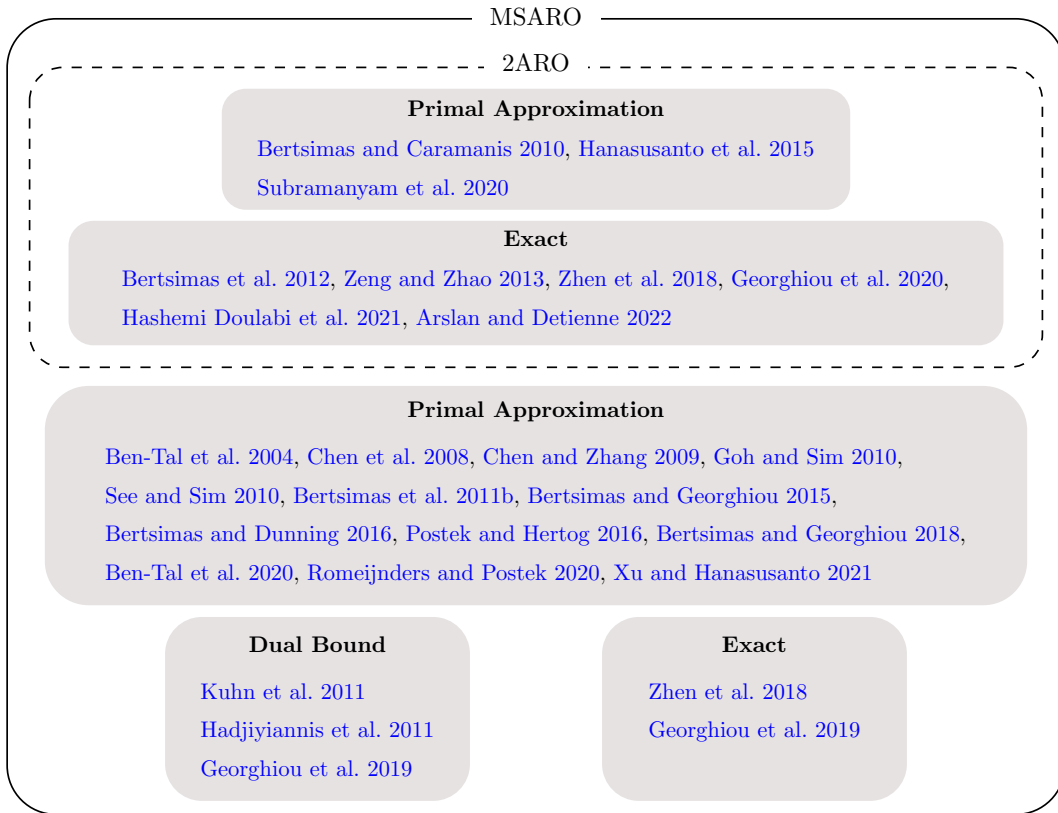 MSARO
2ARO
Primal Approximation
Bertsimas and Caramanis 2010, Hanasusanto et al. 2015
Subramanyam et al. 2020
Exact
Bertsimas et al. 2012, Zeng and Zhao 2013, Zhen et al. 2018, Georghiou et al. 2020,
Hashemi Doulabi et al. 2021, Arslan and Detienne 2022
Primal Approximation
Ben-Tal et al. 2004, Chen et al. 2008, Chen and Zhang 2009, Goh and Sim 2010,
See and Sim 2010, Bertsimas et al. 2011b, Bertsimas and Georghiou 2015,
Bertsimas and Dunning 2016, Postek and Hertog 2016, Bertsimas and Georghiou 2018,
Ben-Tal et al. 2020, Romeijnders and Postek 2020, Xu and Hanasusanto 2021
Dual Bound
Kuhn et al. 2011
Hadjiyiannis et al. 2011
Georghiou et al. 2019
Exact
Zhen et al. 2018
Georghiou et al. 2019